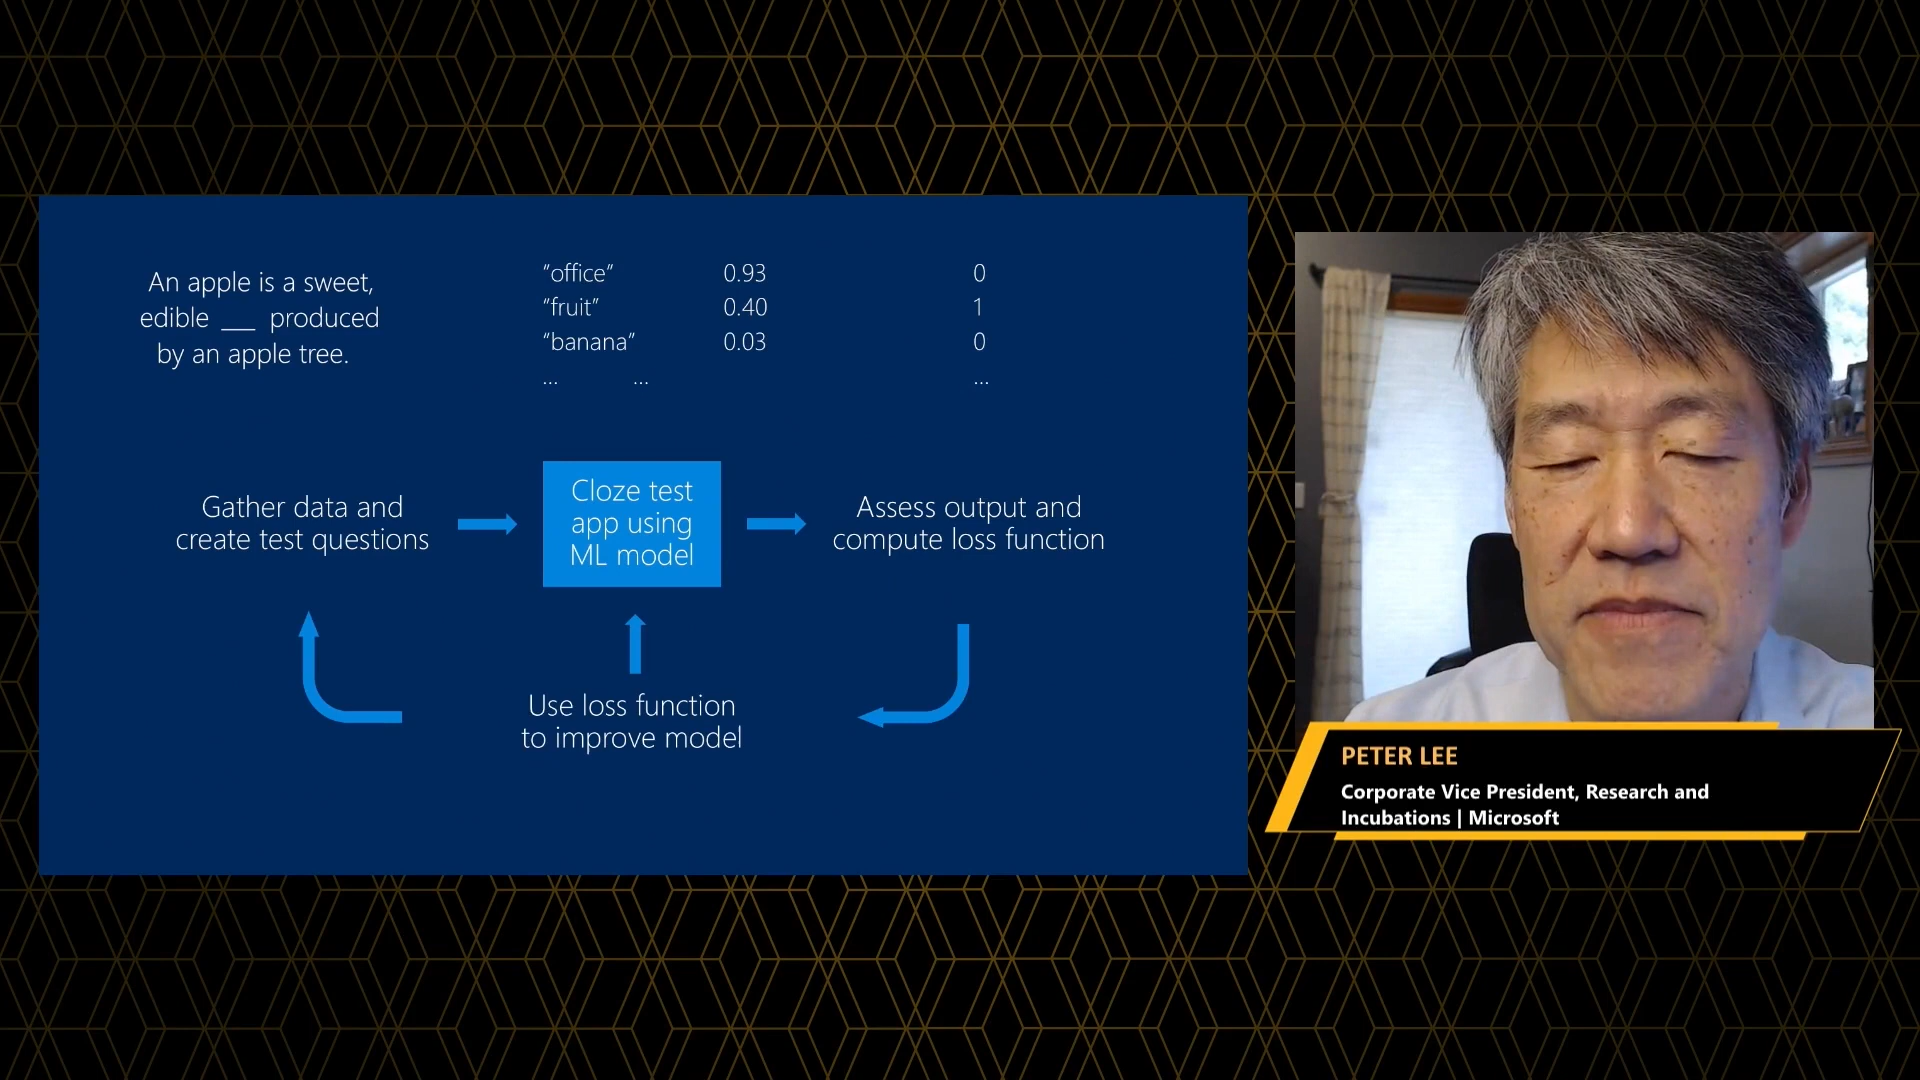 An apple is a sweet,
edible ___ produced
by an apple tree.
“office” 0.93 0
“fruit” 0.40 1
“banana” 0.03 0
... ... ...
Gather data and
create test questions
Cloze test
app using
ML model
Assess output and
compute loss function
Use loss function
to improve model
PETER LEE
Corporate Vice President, Research and
Incubations | Microsoft